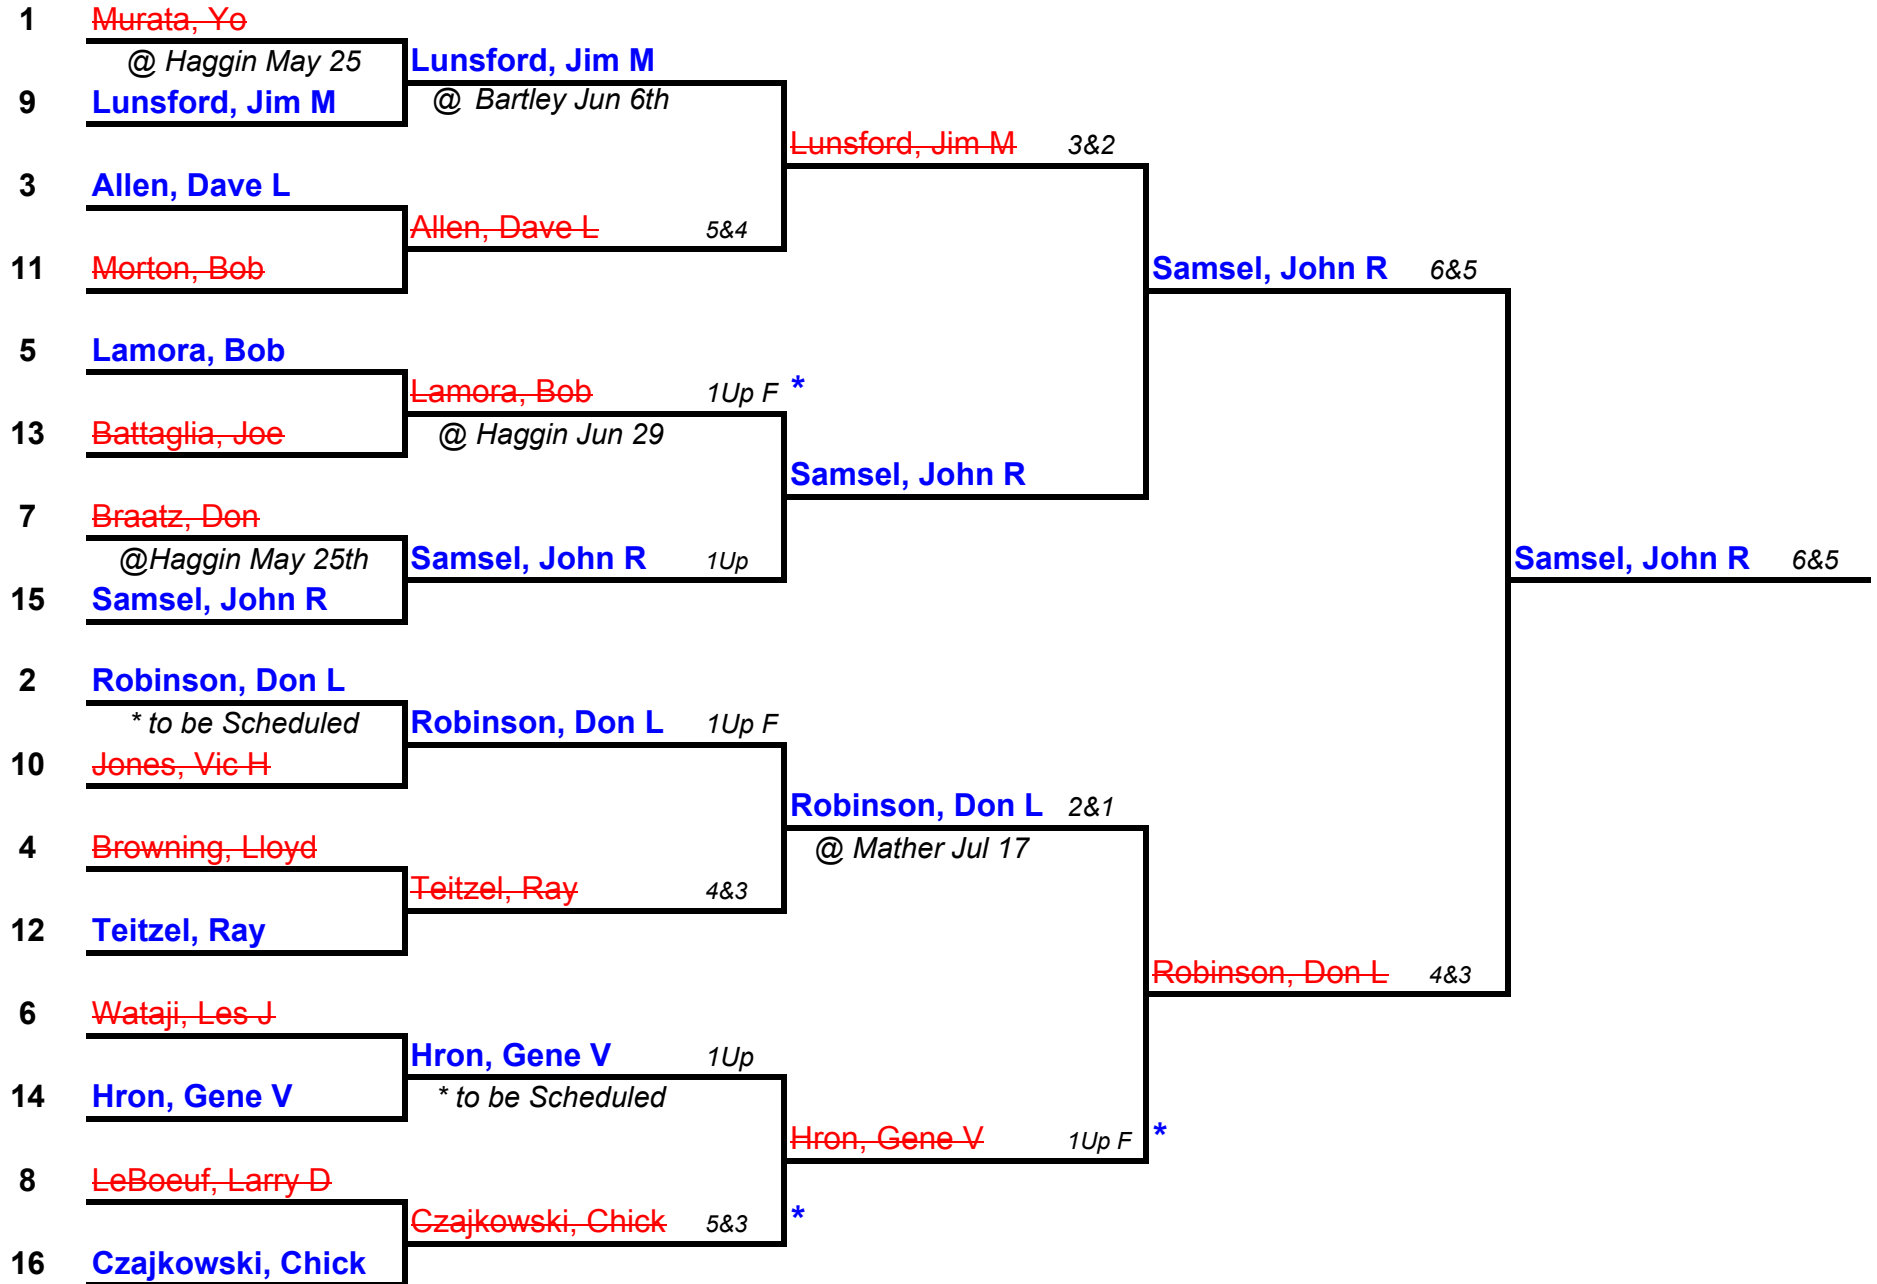 1 Murata, Yo
@ Haggin May 25
Lunsford, Jim M
9 Lunsford, Jim M
@ Bartley Jun 6th
Lunsford, Jim M 3&2
3 Allen, Dave L
Allen, Dave L 5&4
11 Morton, Bob
Samsel, John R 6&5
5 Lamora, Bob
Lamora, Bob 1Up F *
13 Battaglia, Joe
@ Haggin Jun 29
Samsel, John R
7 Braatz, Don
@Haggin May 25th
Samsel, John R 1Up
Samsel, John R 6&5
15 Samsel, John R
2 Robinson, Don L
* to be Scheduled
Robinson, Don L 1Up F
10 Jones, Vic H
Robinson, Don L 2&1
4 Browning, Lloyd
@ Mather Jul 17
Teitzel, Ray 4&3
12 Teitzel, Ray
Robinson, Don L 4&3
6 Wataji, Les J
Hron, Gene V 1Up
14 Hron, Gene V
* to be Scheduled
Hron, Gene V 1Up F *
8 LeBoeuf, Larry D
Czajkowski, Chick 5&3 *
16 Czajkowski, Chick